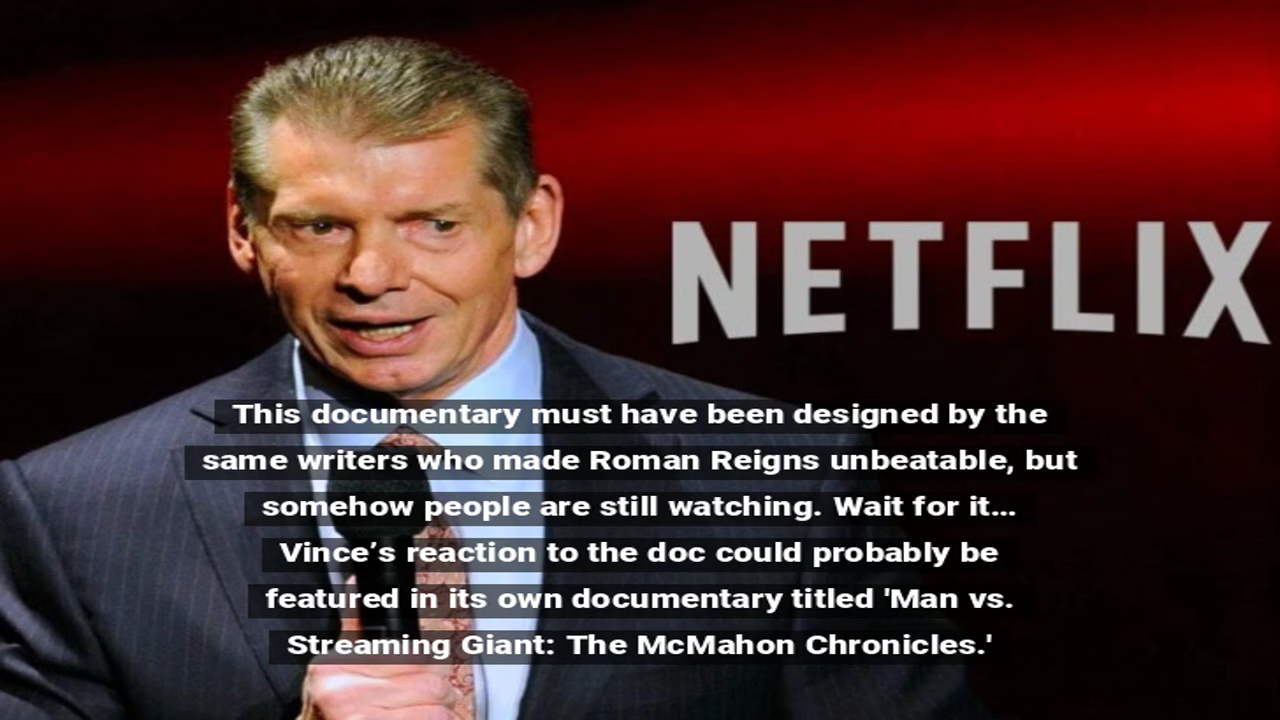 NETFLIX
This documentary must have been designed by the
same writers who made Roman Reigns unbeatable, but
somehow people are still watching. Wait for it...
Vince’s reaction to the doc could probably be
featured in its own documentary titled 'Man vs.
Streaming Giant: The McMahon Chronicles.'